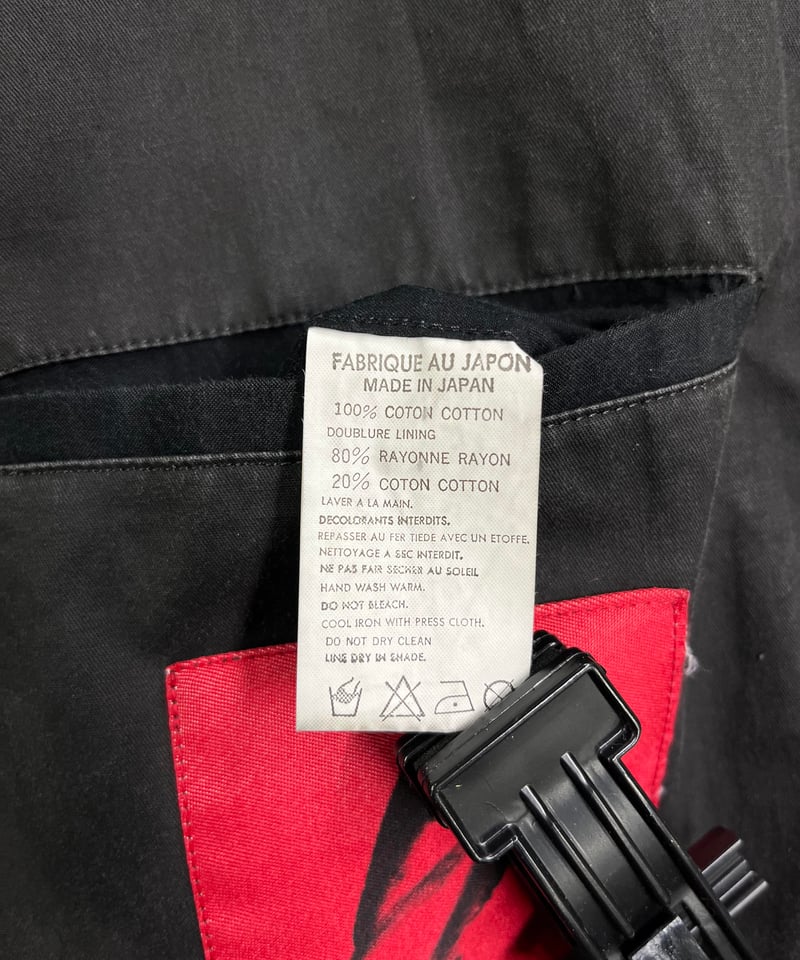 FABRIQUE AU JAPON
MADE IN JAPAN
100% COTON COTTON
DOUBLURE LINING
80% RAYONNE RAYON
20% COTON COTTON
LAVER A LA MAIN.
DECOLORANTS INTERDITS.
REPASSER AU FER TIEDE AVEC UN ETOFFE.
NETTOYAGE A SEC INTERDIT.
NE PAS FAIR SECHER AU SOLEIL
HAND WASH WARM.
DO NOT BLEACH.
COOL IRON WITH PRESS CLOTH.
DO NOT DRY CLEAN
LINE DRY IN SHADE.